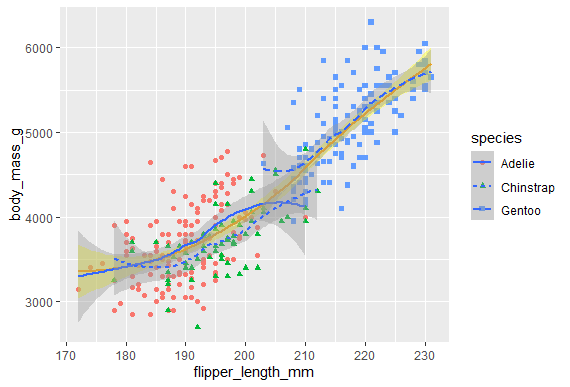 6000
5000
4000
3000
body_mass_g
170
180
190
200
210
220
230
flipper_length_mm
species
Adelie
Chinstrap
Gentoo